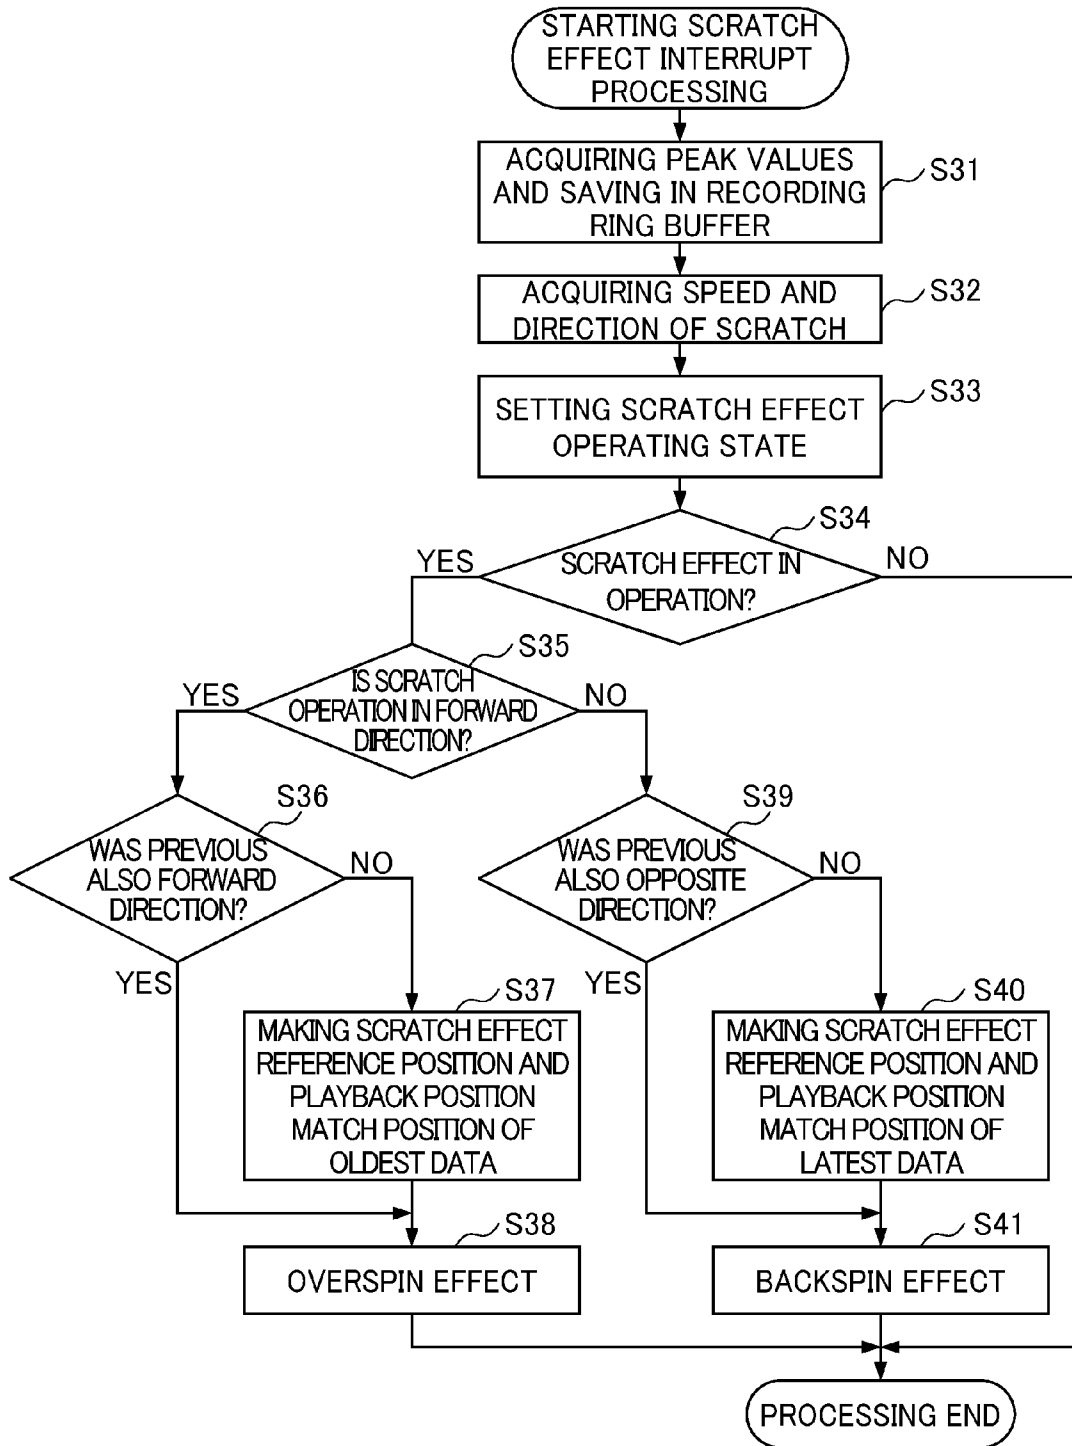 STARTING SCRATCH
EFFECT INTERRUPT
PROCESSING
ACQUIRING PEAK VALUES
AND SAVING IN RECORDING
RING BUFFER
S31
ACQUIRING SPEED AND
DIRECTION OF SCRATCH
S32
SETTING SCRATCH EFFECT
OPERATING STATE
S33
S34
YES
SCRATCH EFFECT IN
OPERATION?
NO
S35
YES
IS SCRATCH
OPERATION IN FORWARD
DIRECTION?
NO
S36
WAS PREVIOUS
ALSO FORWARD
DIRECTION?
NO
YES
S39
WAS PREVIOUS
ALSO OPPOSITE
DIRECTION?
NO
YES
S37
MAKING SCRATCH EFFECT
REFERENCE POSITION AND
PLAYBACK POSITION
MATCH POSITION OF
OLDEST DATA
S40
MAKING SCRATCH EFFECT
REFERENCE POSITION AND
PLAYBACK POSITION
MATCH POSITION OF
LATEST DATA
S38
OVERSPIN EFFECT
S41
BACKSPIN EFFECT
PROCESSING END